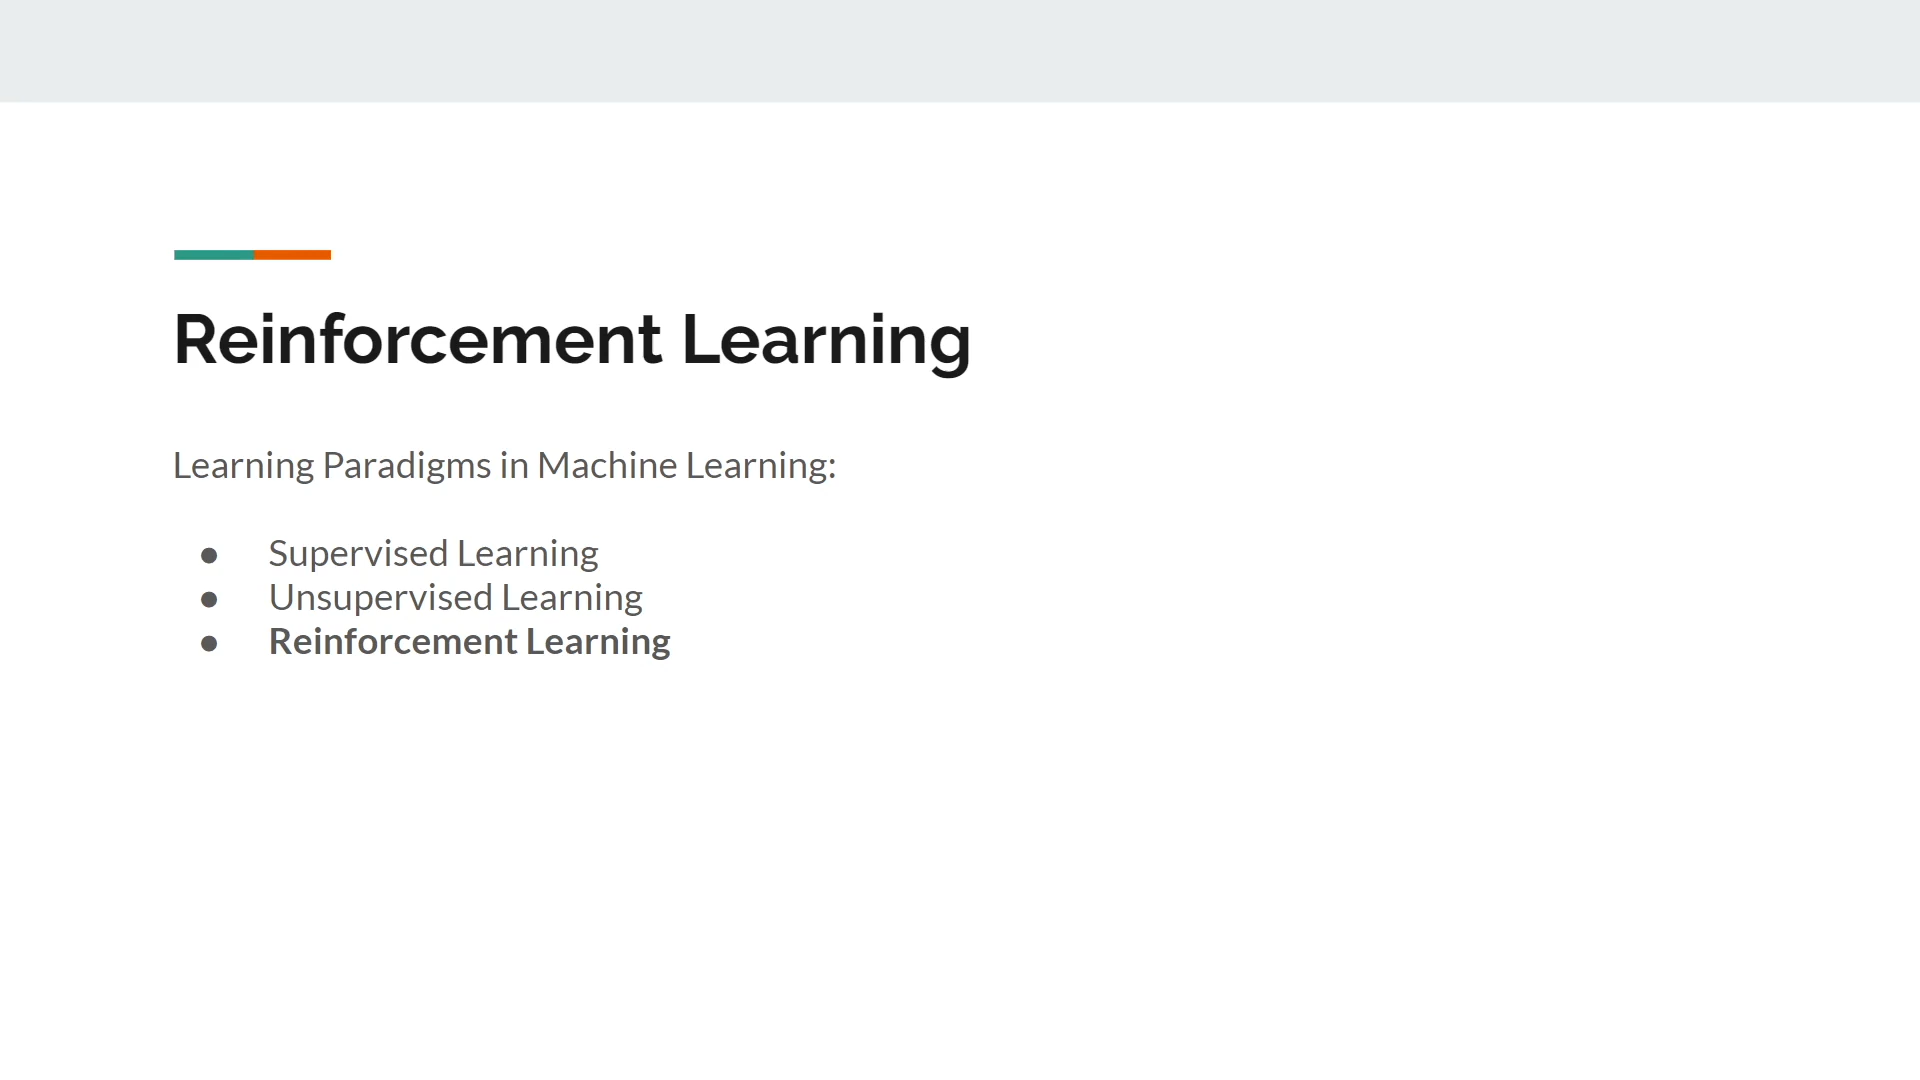 Reinforcement Learning
Learning Paradigms in Machine Learning:
● Supervised Learning
● Unsupervised Learning
● Reinforcement Learning